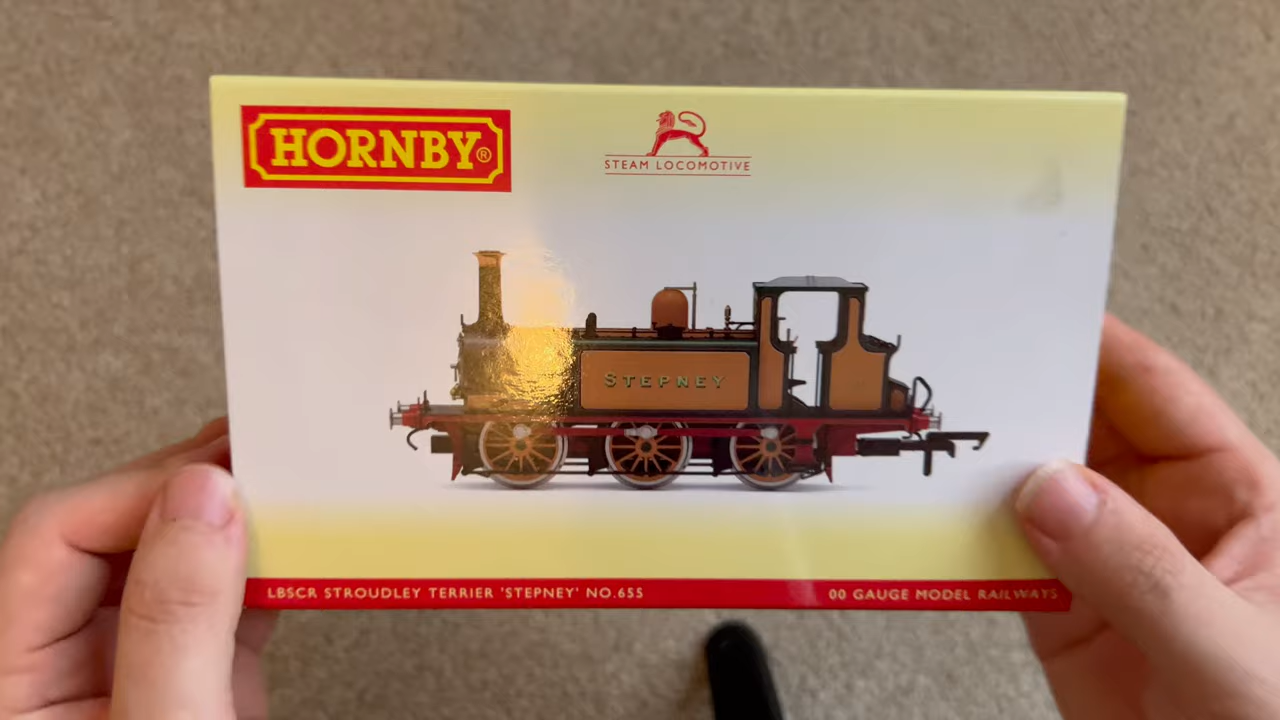 HORNBY®
STEAM LOCOMOTIVE
STEPNEY
LBSCR STROUDLEY TERRIER 'STEPNEY' NO.655
00 GAUGE MODEL RAILWAYS